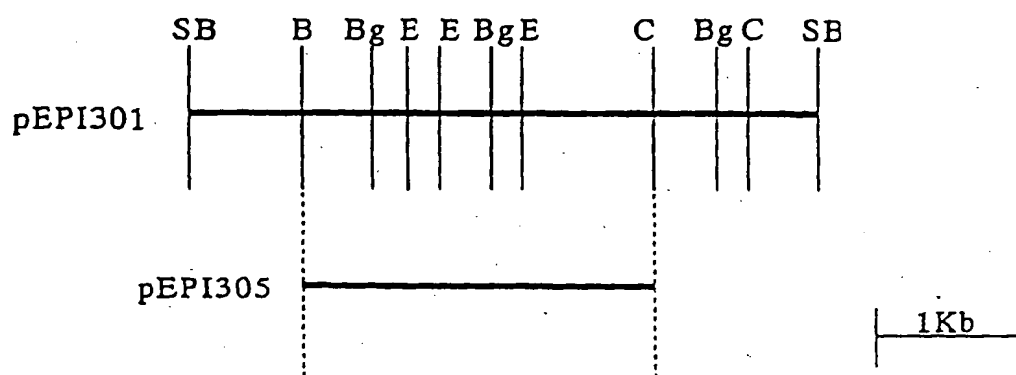 SB B Bg E E Bg E C Bg C SB
pEPI301
pEPI305
1Kb